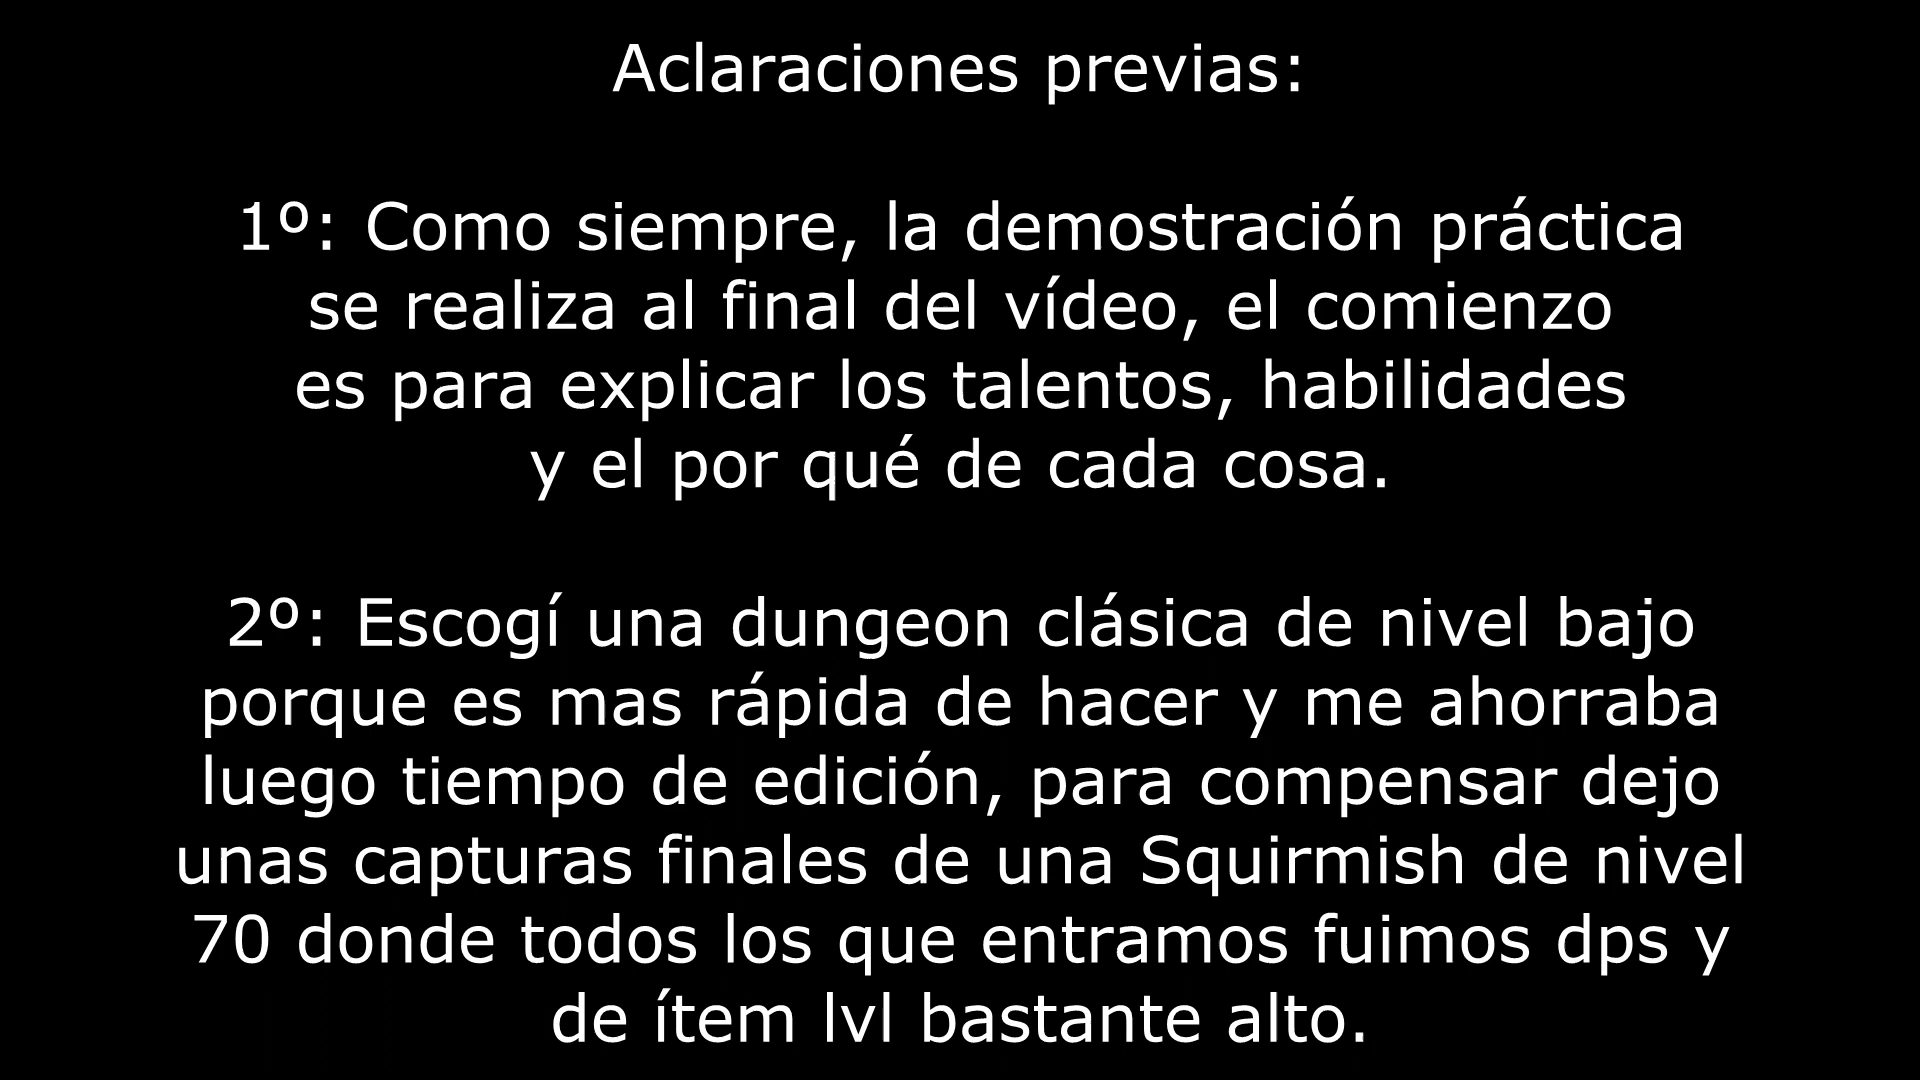 Aclaraciones previas:
1º: Como siempre, la demostración práctica
se realiza al final del vídeo, el comienzo
es para explicar los talentos, habilidades
y el por qué de cada cosa.
2º: Escogí una dungeon clásica de nivel bajo
porque es mas rápida de hacer y me ahorraba
luego tiempo de edición, para compensar dejo
unas capturas finales de una Squirmish de nivel
70 donde todos los que entramos fuimos dps y
de ítem lvl bastante alto.